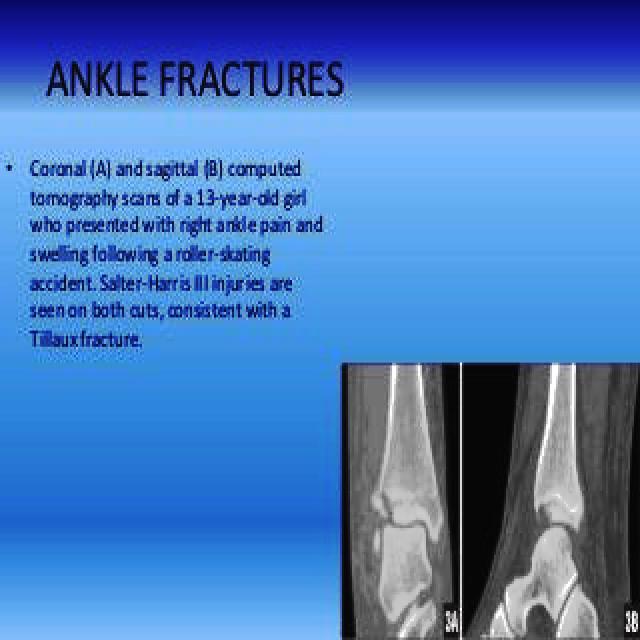 ANKLE FRACTURES
• Coronal (A) and sagittal (B) computed
tomography scans of a 13-year-old girl
who presented with right ankle pain and
swelling following a roller-skating
accident. Salter-Harris III injuries are
seen on both cuts, consistent with a
Tillaux fracture.
3A
3B